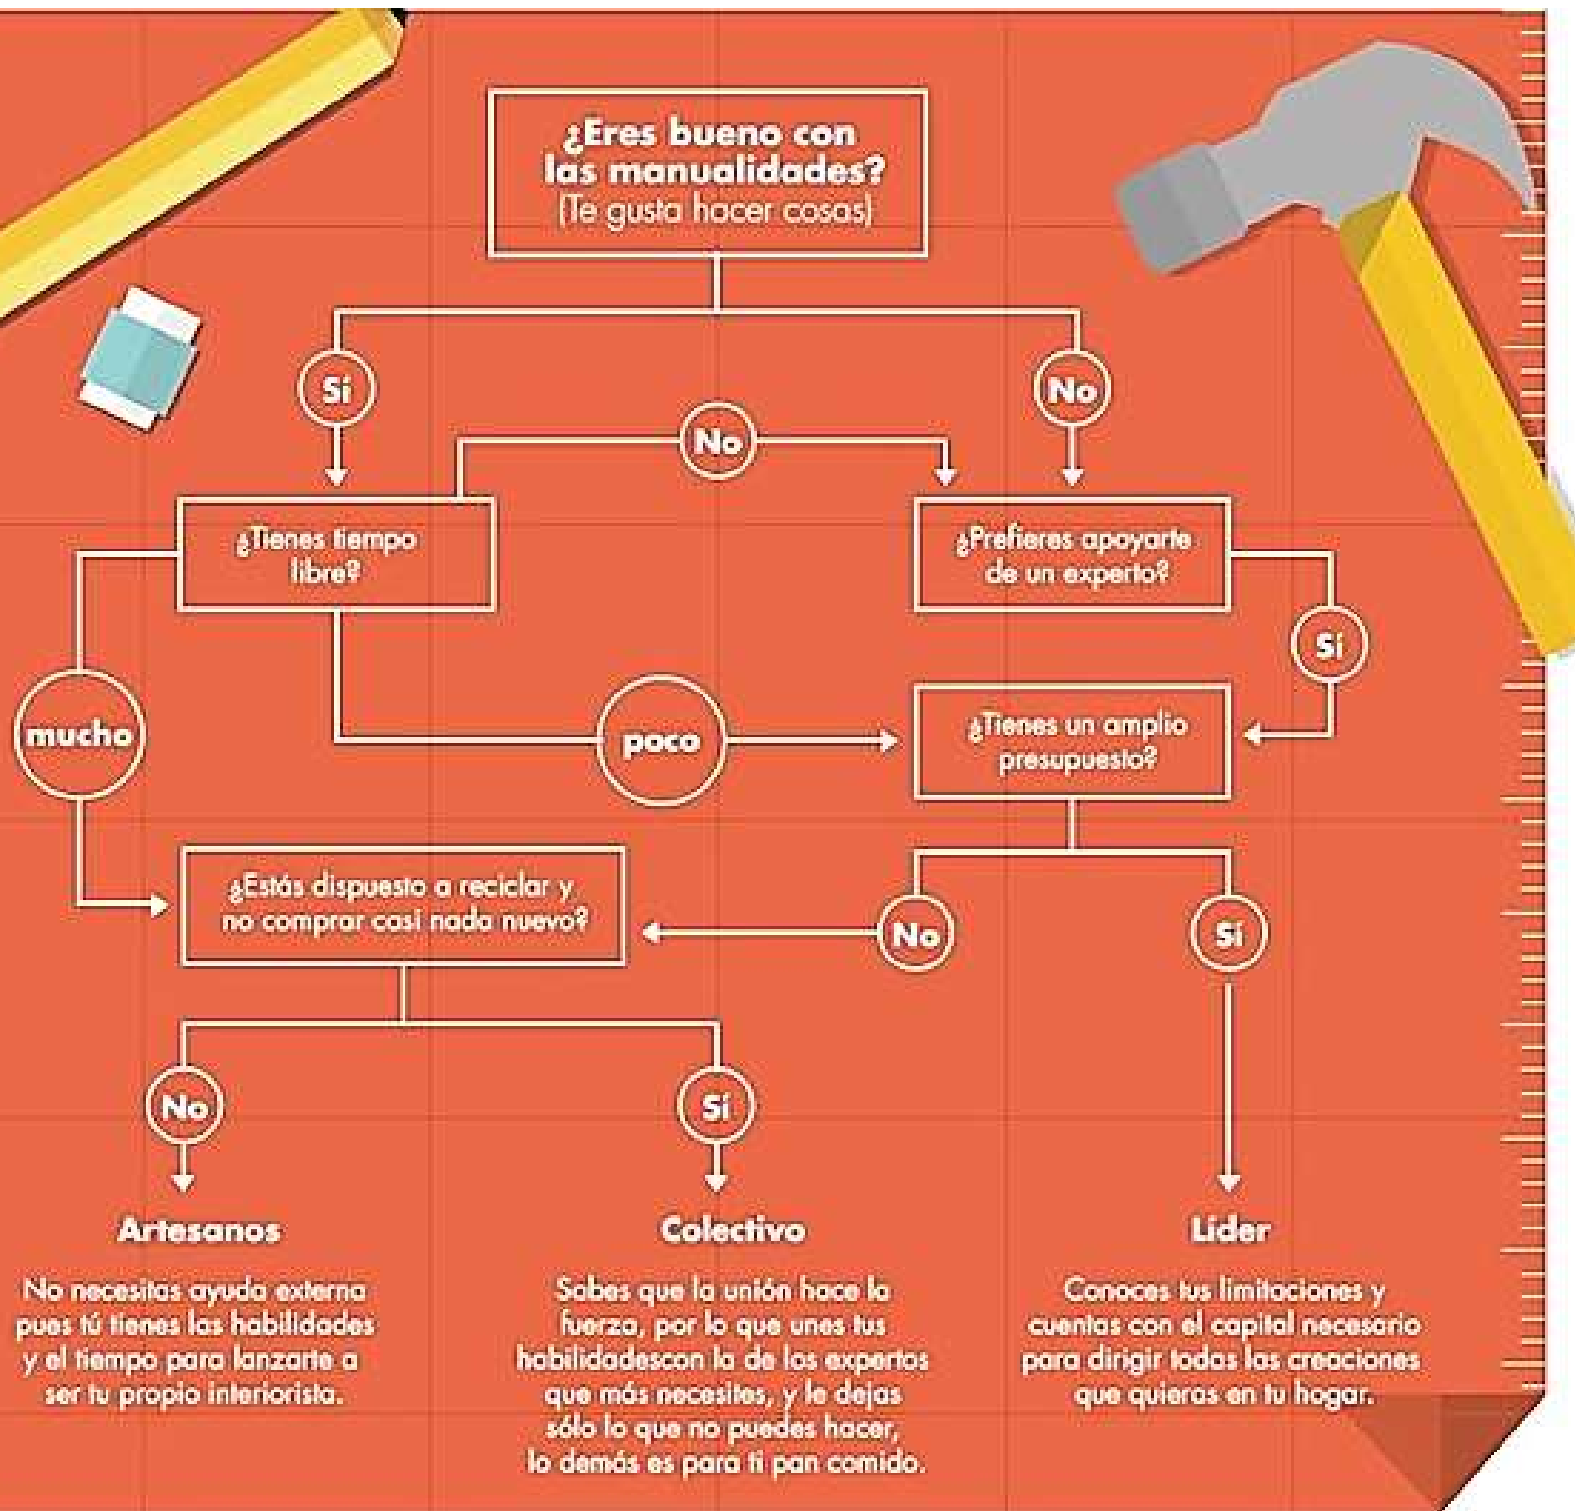 ¿Eres bueno con
las manualidades?
(Te gusta hacer cosas)
Sí
No
No
¿Tienes tiempo
libre?
¿Prefieres apoyarte
de un experto?
Sí
mucho
poco
¿Tienes un amplio
presupuesto?
¿Estás dispuesto a reciclar y
no comprar casi nada nuevo?
No
Sí
No
Sí
Artesanos
No necesitas ayuda externa
pues tú tienes las habilidades
y el tiempo para lanzarte a
ser tu propio interiorista.
Colectivo
Sabes que la unión hace la
fuerza, por lo que unes tus
habilidadescon la de los expertos
que más necesites, y le dejas
sólo lo que no puedes hacer,
lo demás es para ti pan comido.
Líder
Conoces tus limitaciones y
cuentas con el capital necesario
para dirigir todas las creaciones
que quieras en tu hogar.